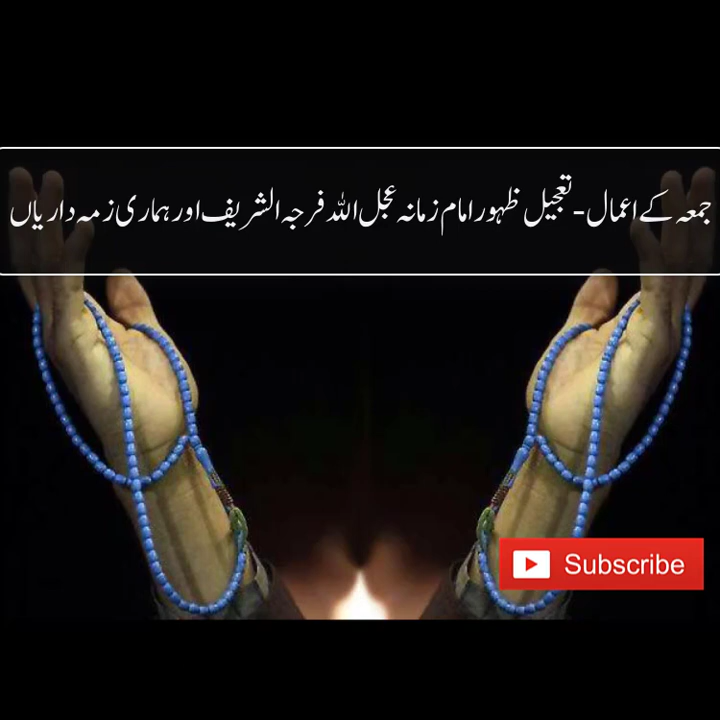 جمعہ کے اعمال - تعجیل ظہور امام زمانہ عجل اللہ فرجہ الشریف اور ہماری زمہ داریاں
Subscribe